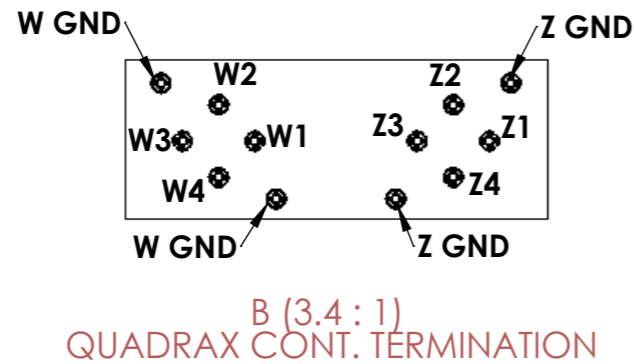 W GND
Z GND
W2
Z2
W3
W1
Z3
Z1
W4
Z4
W GND
Z GND
B (3.4 : 1)
QUADRAX CONT. TERMINATION